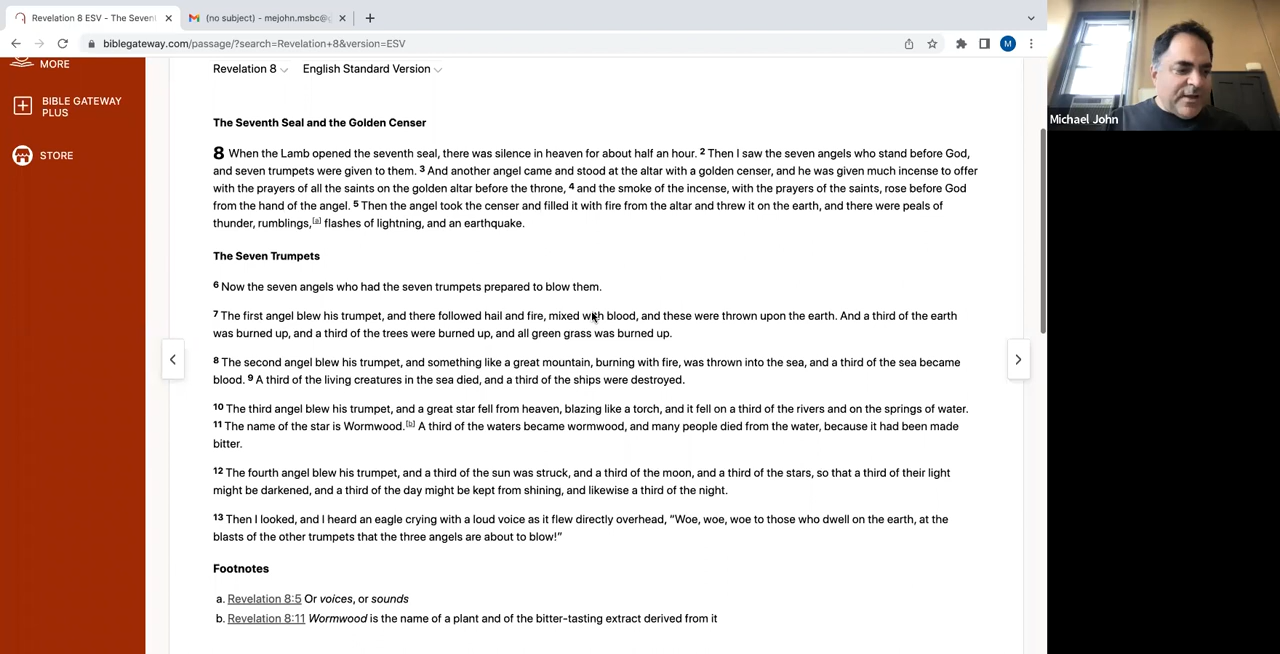 Revelation 8 ESV - The Seven
(no subject) - mejohn.msbc@
biblegateway.com/passage/?search=Revelation+8&version=ESV
M
MORE
BIBLE GATEWAY
PLUS
STORE
Revelation 8 English Standard Version
The Seventh Seal and the Golden Censer
8 When the Lamb opened the seventh seal, there was silence in heaven for about half an hour. 2 Then I saw the seven angels who stand before God,
and seven trumpets were given to them. 3 And another angel came and stood at the altar with a golden censer, and he was given much incense to offer
with the prayers of all the saints on the golden altar before the throne, 4 and the smoke of the incense, with the prayers of the saints, rose before God
from the hand of the angel. 5 Then the angel took the censer and filled it with fire from the altar and threw it on the earth, and there were peals of
thunder, rumblings,[a] flashes of lightning, and an earthquake.
The Seven Trumpets
6 Now the seven angels who had the seven trumpets prepared to blow them.
7 The first angel blew his trumpet, and there followed hail and fire, mixed with blood, and these were thrown upon the earth. And a third of the earth
was burned up, and a third of the trees were burned up, and all green grass was burned up.
8 The second angel blew his trumpet, and something like a great mountain, burning with fire, was thrown into the sea, and a third of the sea became
blood. 9 A third of the living creatures in the sea died, and a third of the ships were destroyed.
10 The third angel blew his trumpet, and a great star fell from heaven, blazing like a torch, and it fell on a third of the rivers and on the springs of water.
11 The name of the star is Wormwood.[b] A third of the waters became wormwood, and many people died from the water, because it had been made
bitter.
12 The fourth angel blew his trumpet, and a third of the sun was struck, and a third of the moon, and a third of the stars, so that a third of their light
might be darkened, and a third of the day might be kept from shining, and likewise a third of the night.
13 Then I looked, and I heard an eagle crying with a loud voice as it flew directly overhead, “Woe, woe, woe to those who dwell on the earth, at the
blasts of the other trumpets that the three angels are about to blow!”
Footnotes
a. Revelation 8:5 Or voices, or sounds
b. Revelation 8:11 Wormwood is the name of a plant and of the bitter-tasting extract derived from it
Michael John